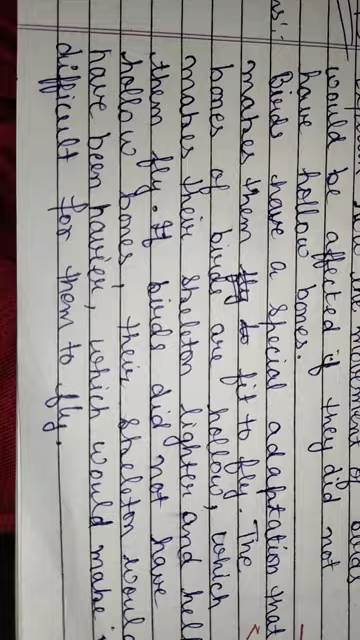 would be affected if they did not
have hollow bones.
Ans:-
Birds have a special adaptation that
makes them fit to fly. The
bones of birds are hollow, which
makes their skeleton lighter and hel
them fly. If birds did not have
hollow bones, their skeleton would
have been havier, which would make
difficult for them to fly.